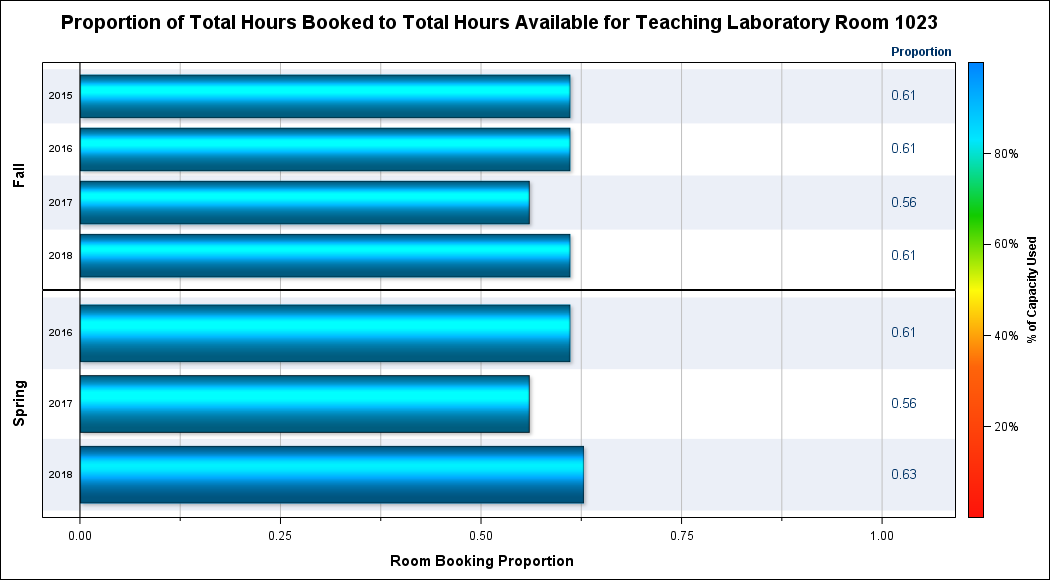 Proportion of Total Hours Booked to Total Hours Available for Teaching Laboratory Room 1023
Proportion
Fall
2015 0.61
2016 0.61
2017 0.56
2018 0.61
Spring
2016 0.61
2017 0.56
2018 0.63
0.00 0.25 0.50 0.75 1.00
Room Booking Proportion
80%
60%
40%
20%
% of Capacity Used